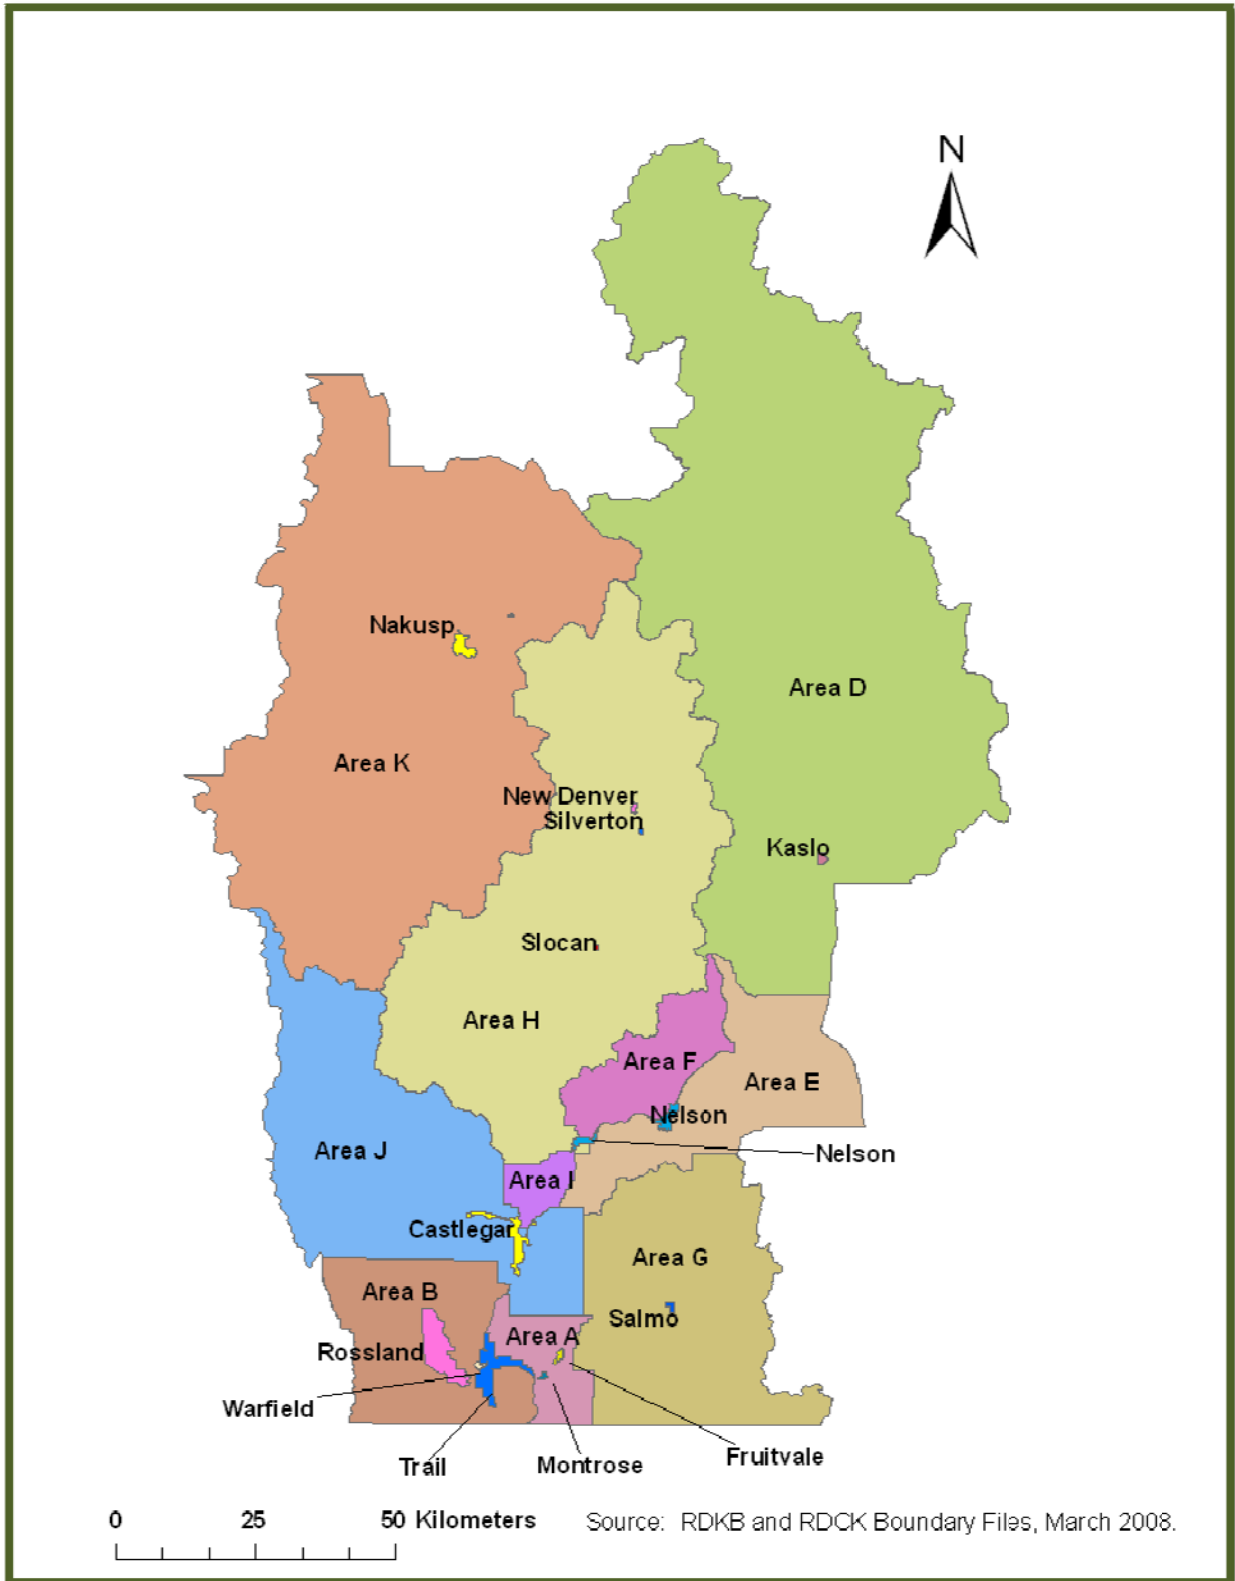 N
Nakusp
Area D
Area K
New Denver
Silverton
Kaslo
Slocan
Area H
Area F
Area E
Nelson
Area J
Nelson
Area I
Castlegar
Area G
Area B
Salmo
Area A
Rossland
Warfield
Fruitvale
Trail
Montrose
0 25 50 Kilometers
Source: RDKB and RDCK Boundary Files, March 2008.